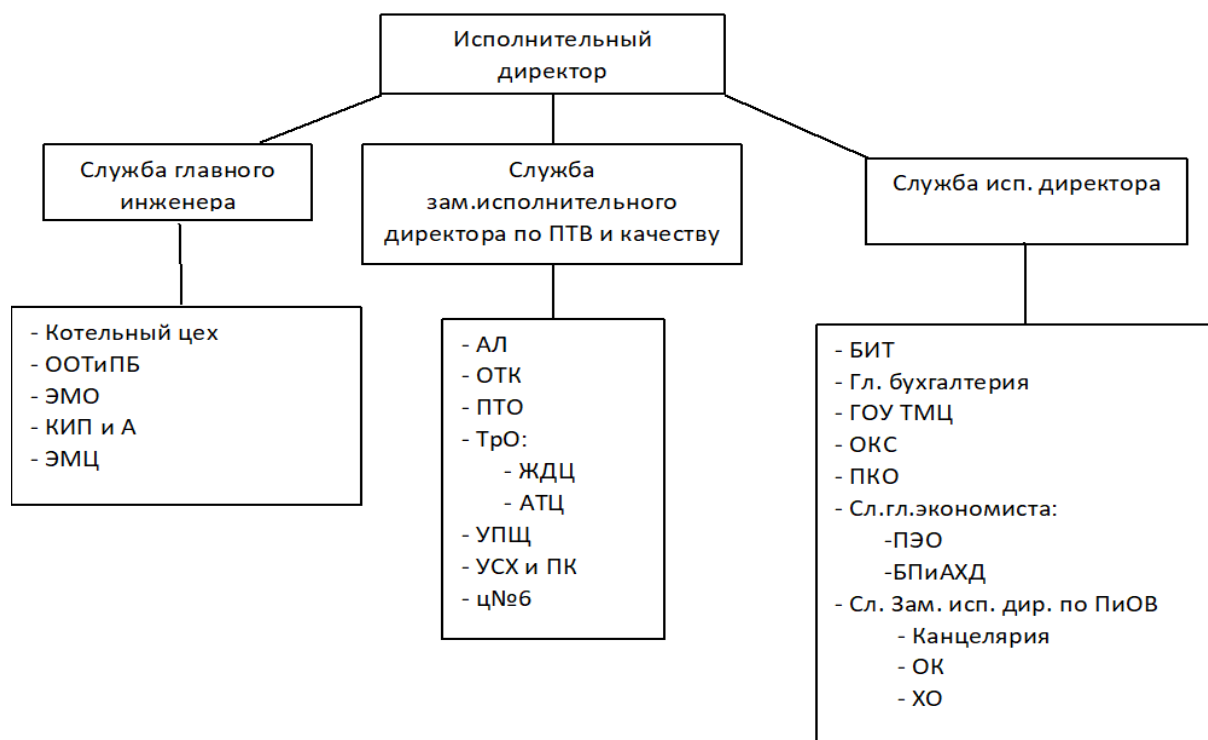 Исполнительный
директор
Служба главного
инженера
Служба
зам.исполнительного
директора по ПТВ и качеству
Служба исп. директора
- Котельный цех
- ООТиПБ
- ЭМО
- КИП и А
- ЭМЦ
- АЛ
- ОТК
- ПТО
- ТрО:
- ЖДЦ
- АТЦ
- УПЩ
- УСХ и ПК
- ц№6
- БИТ
- Гл. бухгалтерия
- ГОУ ТМЦ
- ОКС
- ПКО
- Сл.гл.экономиста:
-ПЭО
-БПиАХД
- Сл. Зам. исп. дир. по ПиОВ
- Канцелярия
- ОК
- ХО